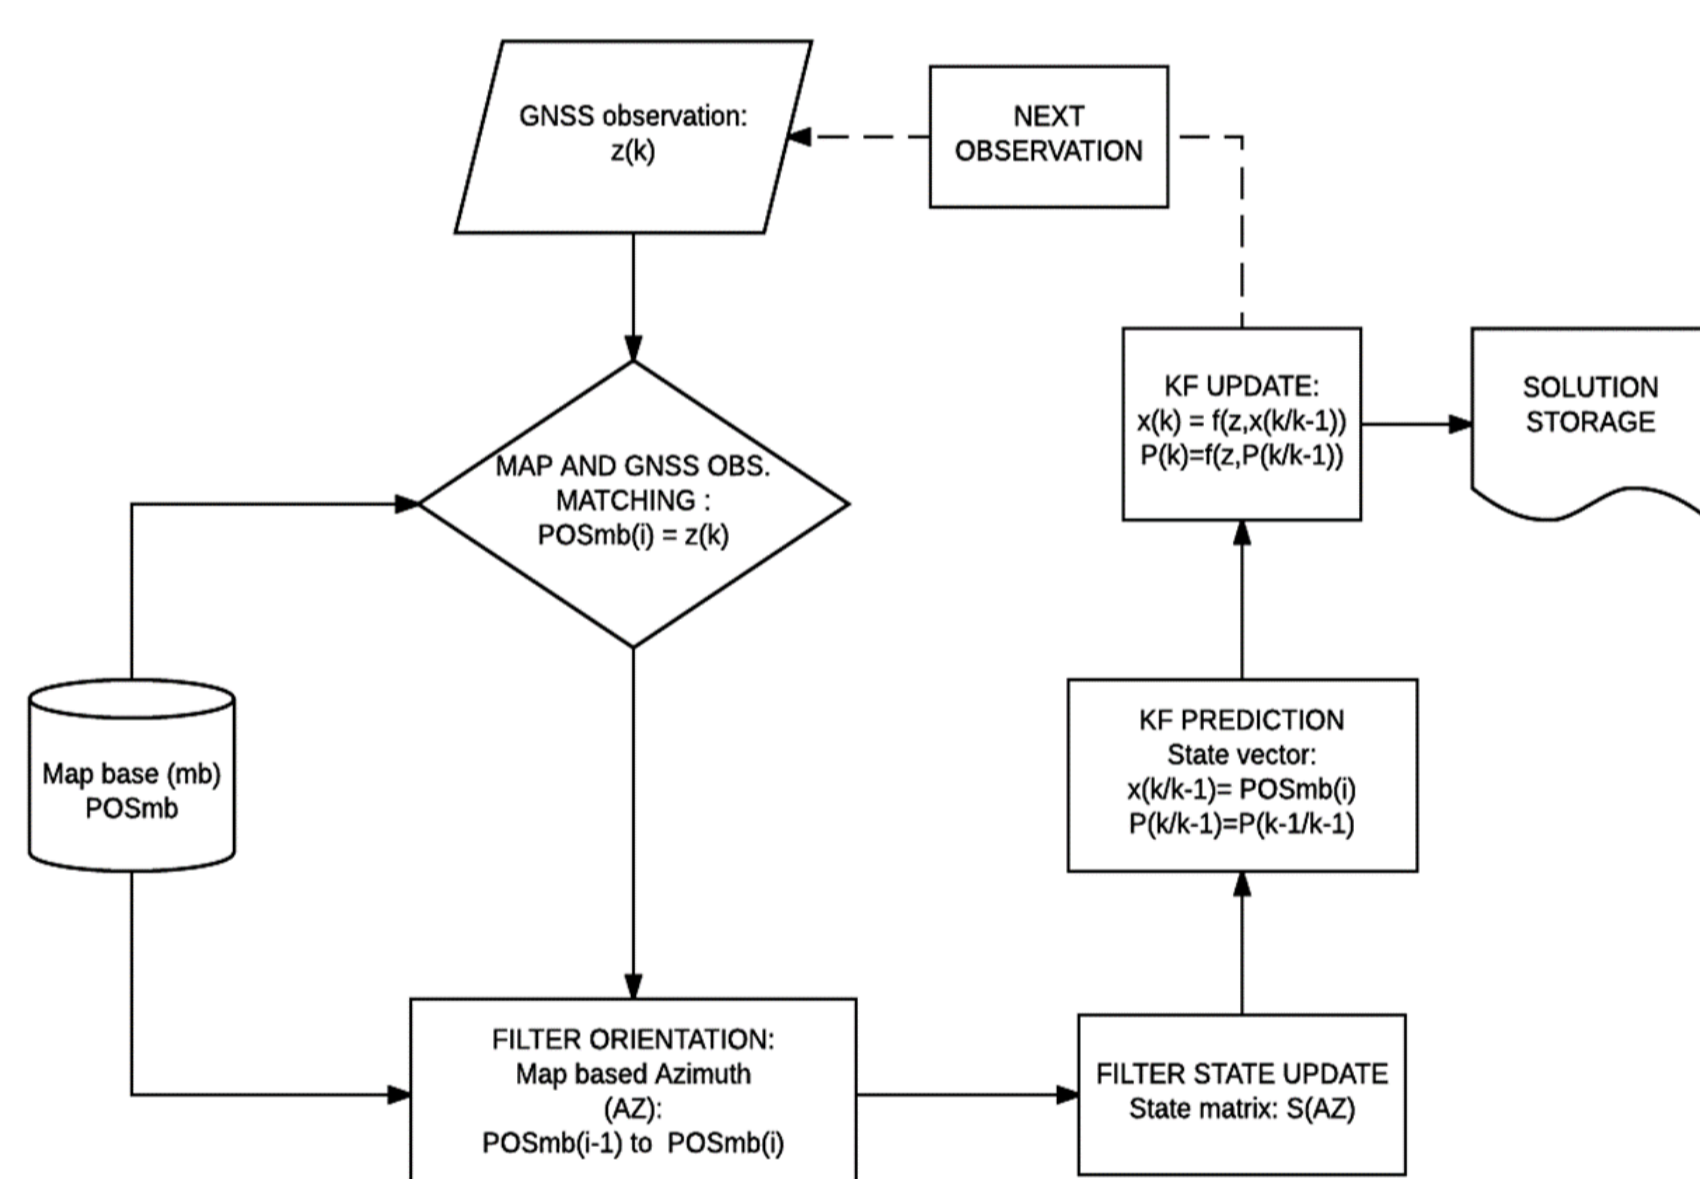 GNSS observation:
z(k)
NEXT
OBSERVATION
MAP AND GNSS OBS.
MATCHING :
POSmb(i) = z(k)
KF UPDATE:
x(k) = f(z,x(k/k-1))
P(k)=f(z,P(k/k-1))
SOLUTION
STORAGE
Map base (mb)
POSmb
KF PREDICTION
State vector:
x(k/k-1)= POSmb(i)
P(k/k-1)=P(k-1/k-1)
FILTER ORIENTATION:
Map based Azimuth
(AZ):
POSmb(i-1) to  POSmb(i)
FILTER STATE UPDATE
State matrix: S(AZ)